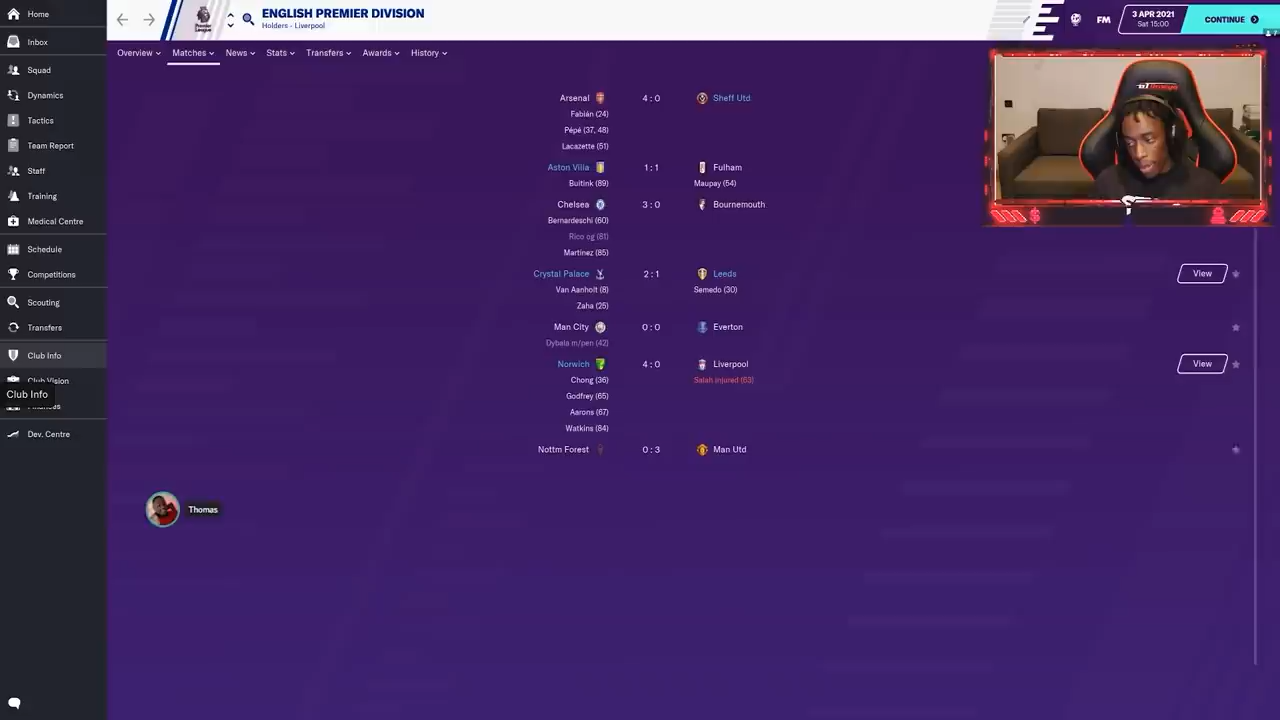 Home
Inbox
Squad
Dynamics
Tactics
Team Report
Training
Medical Centre
Schedule
Competitions
Scouting
Transfers
Club Info
Club Vision
Club Info
Dev. Centre
ENGLISH PREMIER DIVISION
Holders - Liverpool
FM
3 APR 2021
Sat 15:00
CONTINUE
Overview
Matches
News
Stats
Transfers
Awards
History
Arsenal 4 : 0 Sheff Utd
Fabián (24)
Pépé (37, 48)
Lacazette (51)
Aston Villa 1 : 1 Fulham
Buitink (89) Maupay (54)
Chelsea 3 : 0 Bournemouth
Bernardeschi (60)
Rico og (81)
Martínez (85)
Crystal Palace 2 : 1 Leeds View
Van Aanholt (8) Semedo (30)
Zaha (25)
Man City 0 : 0 Everton
Dybala m/pen (42)
Norwich 4 : 0 Liverpool View
Chong (36) Salah injured (63)
Godfrey (65)
Aarons (67)
Watkins (84)
Nottm Forest 0 : 3 Man Utd
Thomas